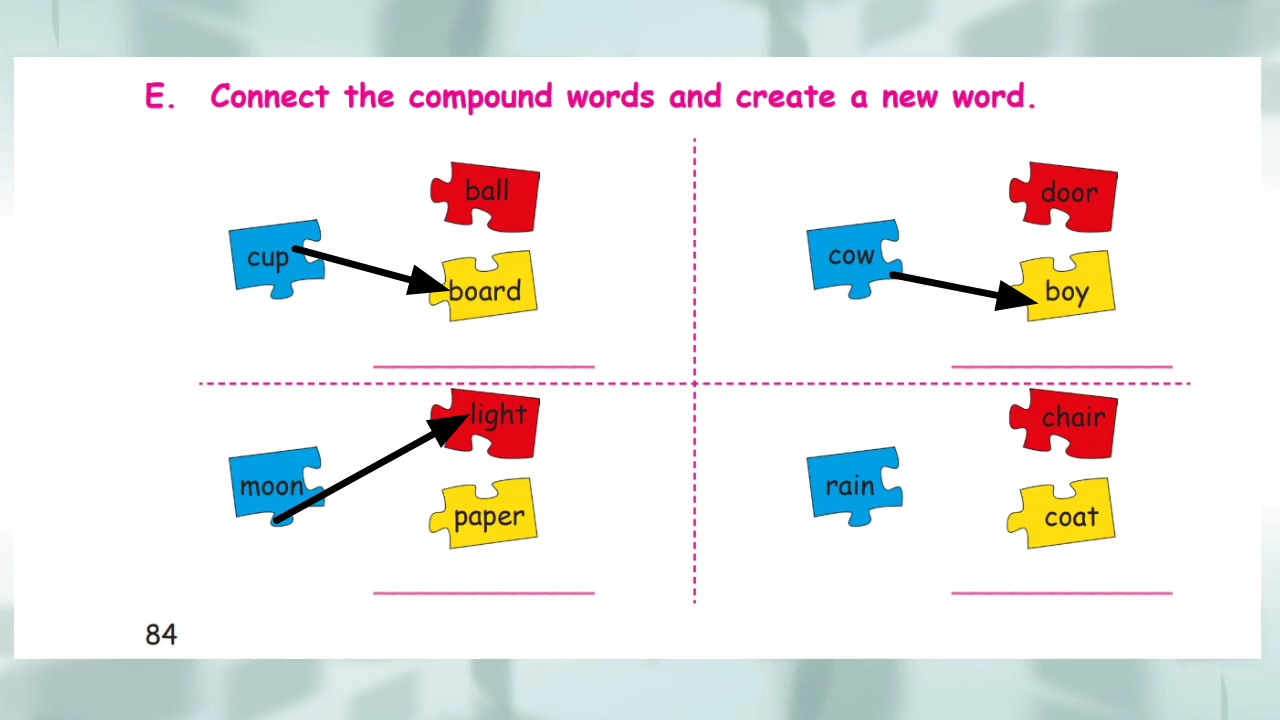 E. Connect the compound words and create a new word.
ball
cup
board
door
cow
boy
light
moon
paper
chair
rain
coat
84